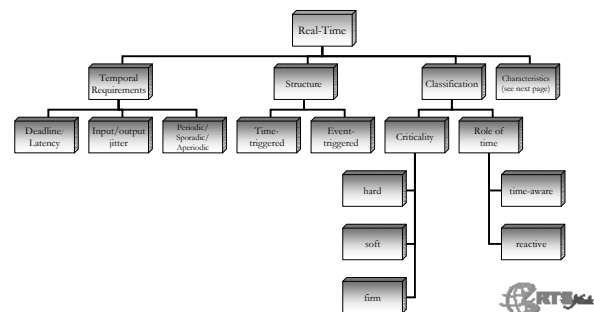 Real-Time
Temporal
Requirements
Structure
Classification
Characteristics
(see next page)
Deadline/
Latency
Input/output
jitter
Periodic/
Sporadic/
Aperiodic
Time-
triggered
Event-
triggered
Criticality
Role of
time
hard
time-aware
soft
reactive
firm
RTS